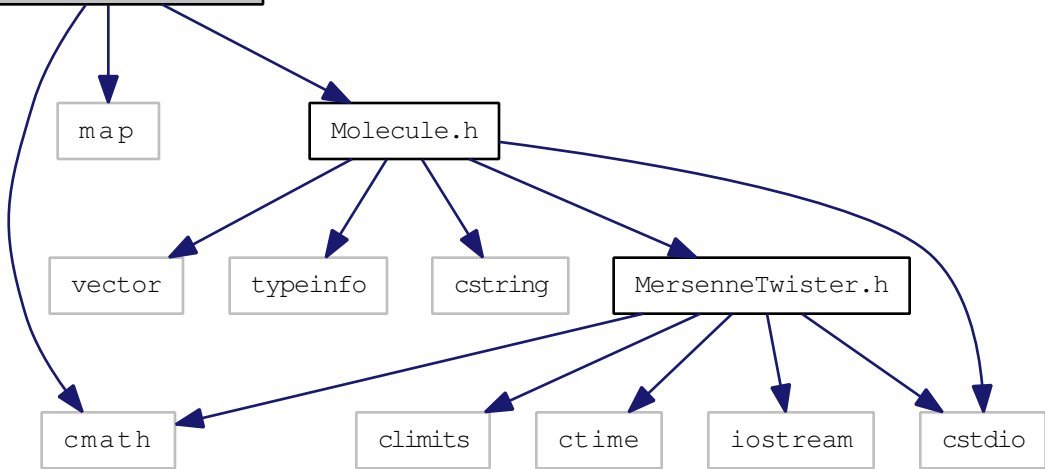 map
Molecule.h
vector
typeinfo
cstring
MersenneTwister.h
cmath
climits
ctime
iostream
cstdio